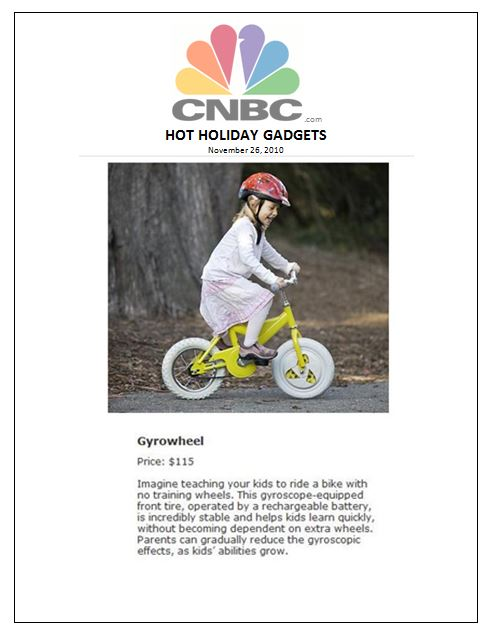 CNBC.com
HOT HOLIDAY GADGETS
November 26, 2010
Gyrowheel
Price: $115
Imagine teaching your kids to ride a bike with
no training wheels. This gyroscope-equipped
front tire, operated by a rechargeable battery,
is incredibly stable and helps kids learn quickly,
without becoming dependent on extra wheels.
Parents can gradually reduce the gyroscopic
effects, as kids' abilities grow.